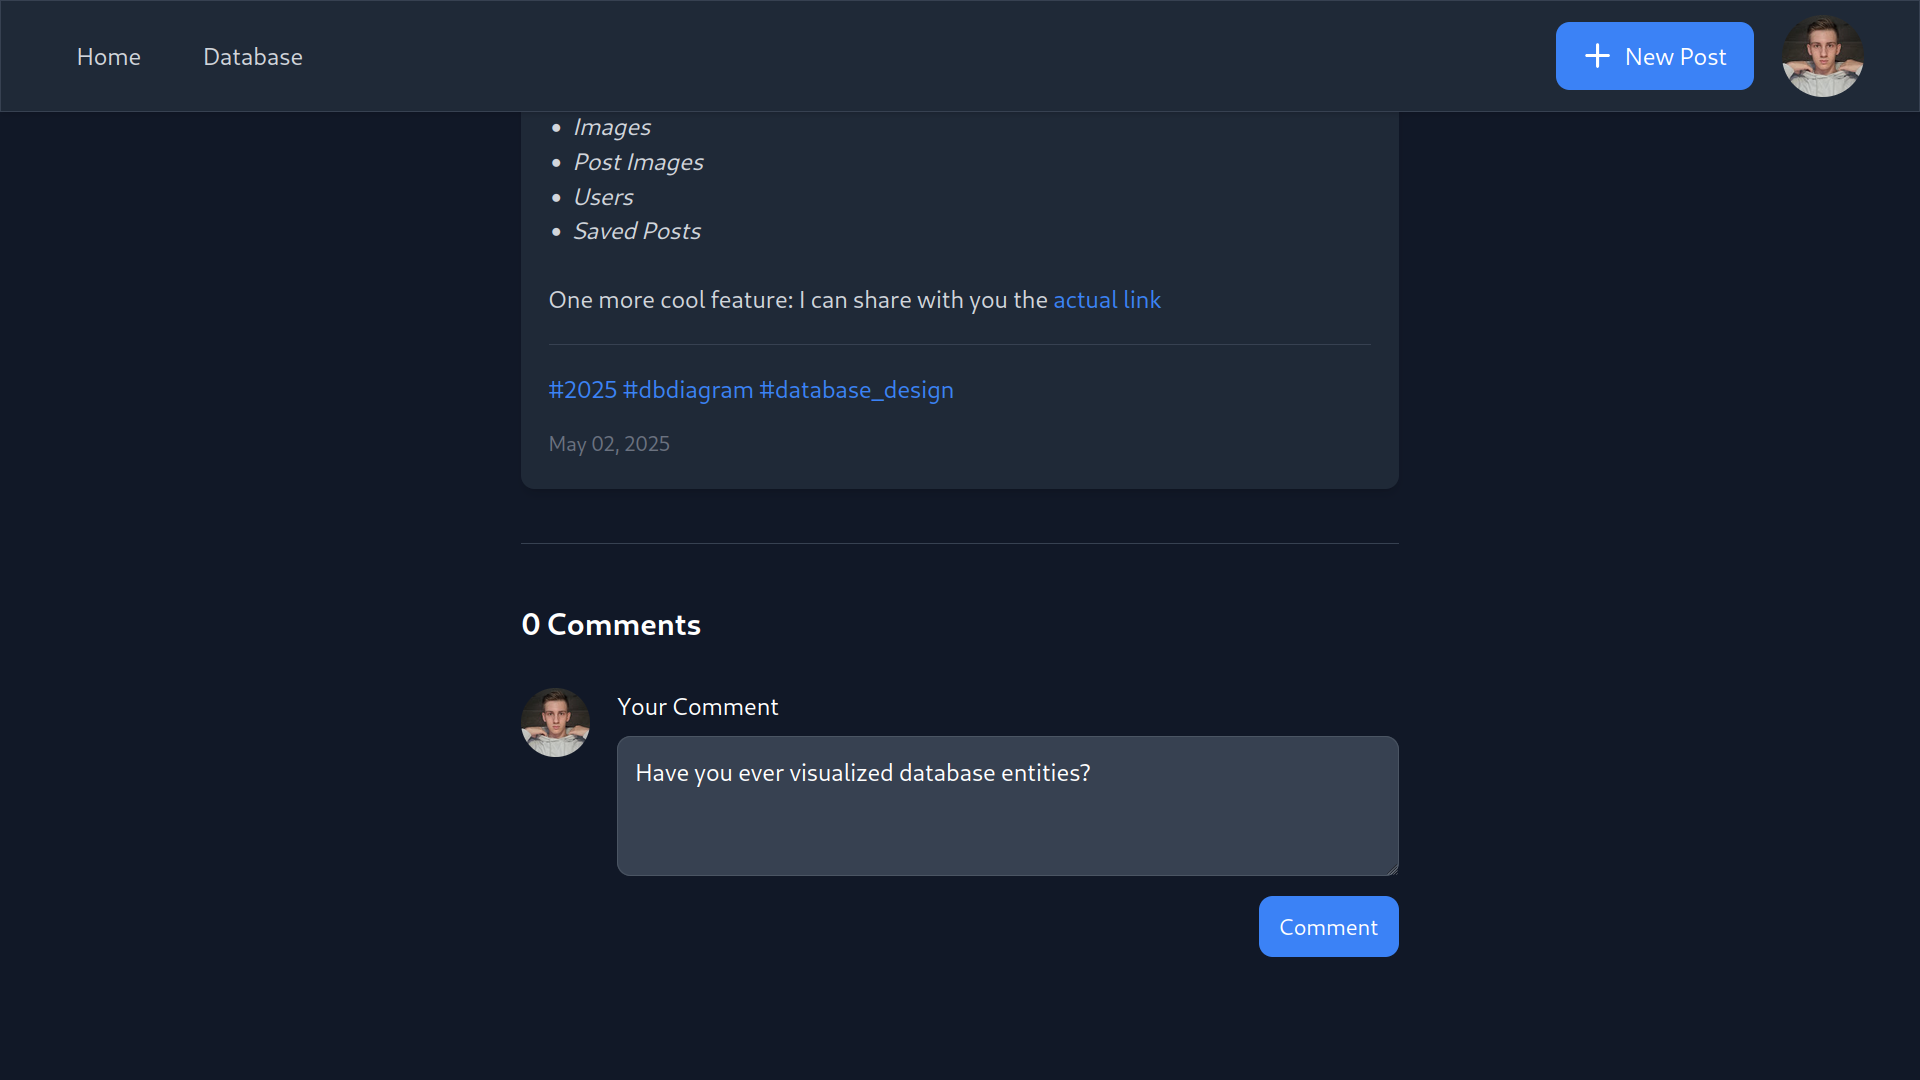 Home Database New Post
Images
Post Images
Users
Saved Posts
One more cool feature: I can share with you the actual link
#2025 #dbdiagram #database_design
May 02, 2025
0 Comments
Your Comment
Have you ever visualized database entities?
Comment